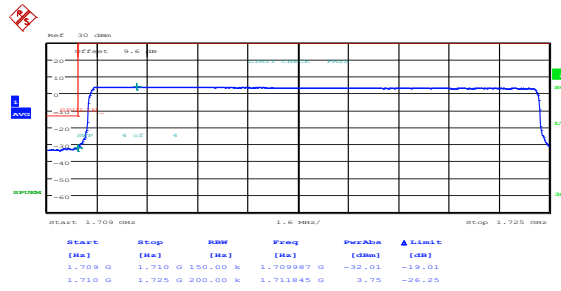 Ref 30 dBm
Offset 9.6 dB
LIMIT CHECK PASS
20
10
0
1
AVG
-10
-20
SWP 4 of 4
-30
-40
-50
-60
Start 1.709 GHz 1.6 MHz/ Stop 1.725 GHz
Start Stop RBW Freq PwrAbs Δ Limit
[Hz] [Hz] [Hz] [Hz] [dBm] [dB]
1.709 G 1.710 G 150.00 k 1.709987 G -32.01 -19.01
1.710 G 1.725 G 200.00 k 1.711845 G 3.75 -26.25